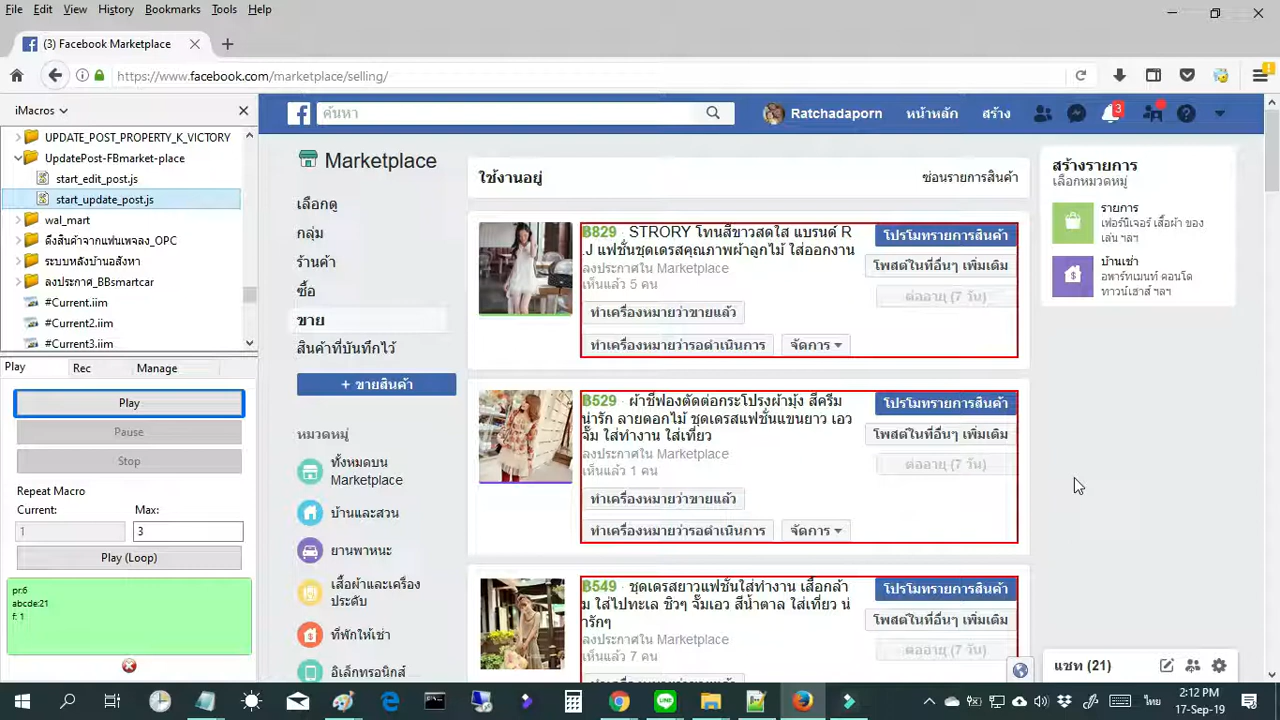 File Edit View History Bookmarks Tools Help
(3) Facebook Marketplace
https://www.facebook.com/marketplace/selling/
iMacros
UPDATE_POST_PROPERTY_K_VICTORY
UpdatePost-FBmarket-place
start_edit_post.js
start_update_post.js
wal_mart
ดึงสินค้าจากแฟนเพจลง_OPC
ระบบหลังบ้านอสังหา
ลงประกาศ_BBsmartcar
#Current.iim
#Current2.iim
#Current3.iim
Play Rec Manage
Play
Pause
Stop
Repeat Macro
Current: Max:
1 3
Play (Loop)
pr:6
abcde:21
f: 1
ค้นหา
Ratchadaporn หน้าหลัก สร้าง 3
Marketplace
เลือกดู
กลุ่ม
ร้านค้า
ซื้อ
ขาย
สินค้าที่บันทึกไว้
+ ขายสินค้า
หมวดหมู่
ทั้งหมดบน
Marketplace
บ้านและสวน
ยานพาหนะ
เสื้อผ้าและเครื่อง
ประดับ
ที่พักให้เช่า
อิเล็กทรอนิกส์
ใช้งานอยู่ ซ่อนรายการสินค้า
฿829 · STRORY โทนสีขาวสดใส แบรนด์ R
.J แฟชั่นชุดเดรสคุณภาพผ้าลูกไม้ ใส่ออกงาน
ลงประกาศใน Marketplace
เห็นแล้ว 5 คน
ทำเครื่องหมายว่าขายแล้ว
ทำเครื่องหมายว่ารอดำเนินการ จัดการ
โปรโมทรายการสินค้า
โพสต์ในที่อื่นๆ เพิ่มเติม
ต่ออายุ (7 วัน)
฿529 · ผ้าชีฟองตัดต่อกระโปรงผ้ามุ้ง สีครีม
น่ารัก ลายดอกไม้ ชุดเดรสแฟชั่นแขนยาว เอว
จั๊ม ใส่ทำงาน ใส่เที่ยว
ลงประกาศใน Marketplace
เห็นแล้ว 1 คน
ทำเครื่องหมายว่าขายแล้ว
ทำเครื่องหมายว่ารอดำเนินการ จัดการ
โปรโมทรายการสินค้า
โพสต์ในที่อื่นๆ เพิ่มเติม
ต่ออายุ (7 วัน)
฿549 · ชุดเดรสยาวแฟชั่นใส่ทำงาน เสื้อกล้า
ม ใส่ไปทะเล ชิวๆ จั๊มเอว สีน้ำตาล ใส่เที่ยว น่
ารักๆ
ลงประกาศใน Marketplace
เห็นแล้ว 7 คน
โปรโมทรายการสินค้า
โพสต์ในที่อื่นๆ เพิ่มเติม
ต่ออายุ (7 วัน)
สร้างรายการ
เลือกหมวดหมู่
รายการ
เฟอร์นิเจอร์ เสื้อผ้า ของ
เล่น ฯลฯ
บ้านเช่า
อพาร์ทเมนท์ คอนโด
ทาวน์เฮาส์ ฯลฯ
แชท (21)
ไทย
2:12 PM
17-Sep-19